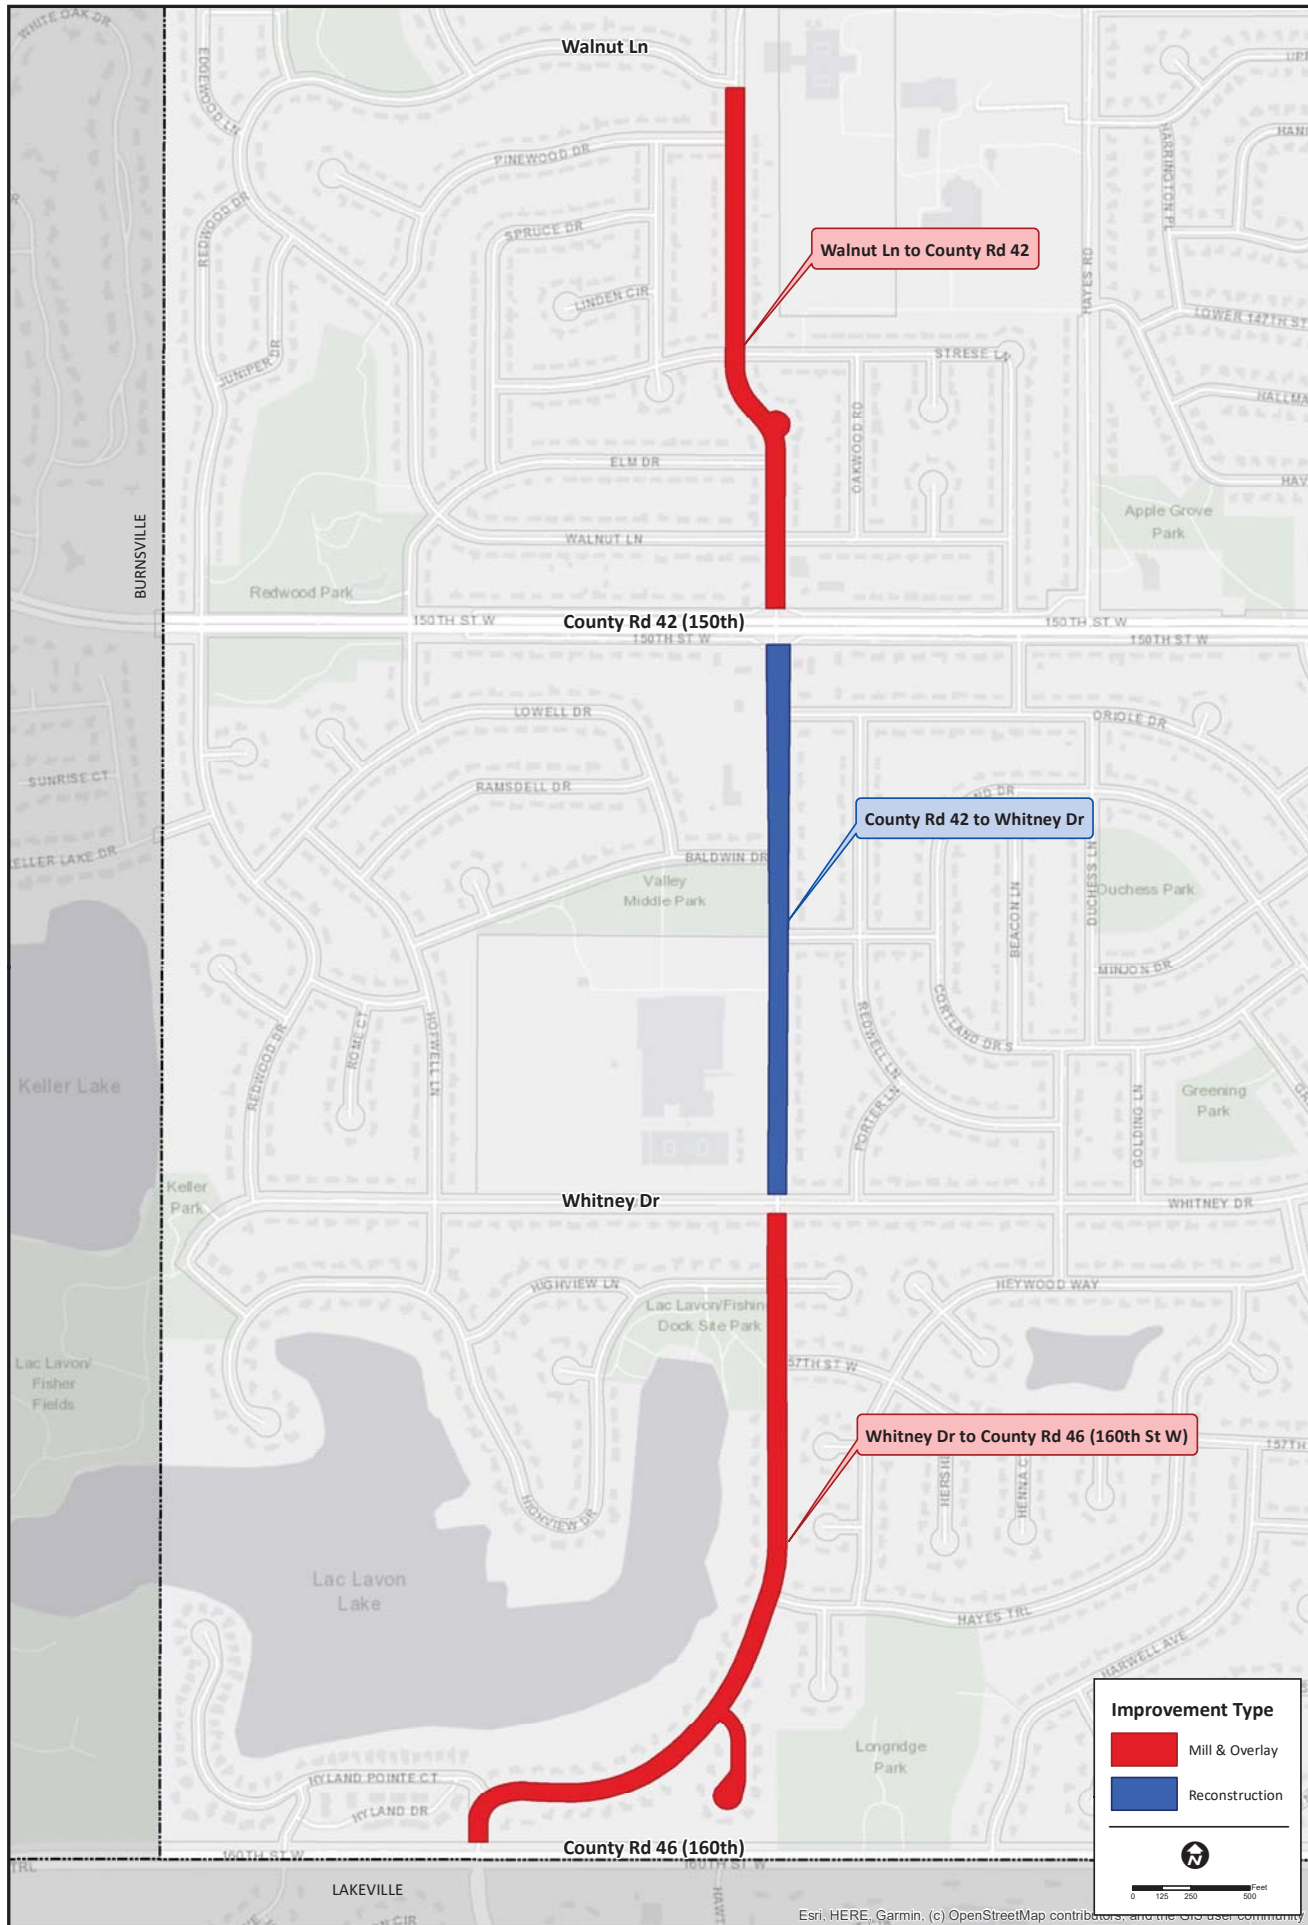 WHITE OAK DR
Walnut Ln
EDGEWOOD LN
HARRINGTON PL
PINEWOOD DR
REDWOOD DR
SPRUCE DR
Walnut Ln to County Rd 42
HAYES RD
LINDEN CIR
LOWER 147TH ST
JUNIPER DR
STRESE LN
OAKWOOD RD
ELM DR
Apple Grove
Park
BURNSVILLE
WALNUT LN
Redwood Park
County Rd 42 (150th)
150TH ST W
150TH ST W
150TH ST W
150TH ST W
LOWELL DR
ORIOLE DR
SUNRISE CT
RAMSDELL DR
County Rd 42 to Whitney Dr
KELLER LAKE DR
BALDWIN DR
Valley
Middle Park
DUCHESS LN
Duchess Park
BEACON LN
MINJON DR
REDWOOD DR
ROME CT
HOPWELL LN
REDWELL LN
CORTLAND DR S
Keller Lake
PORTER LN
GOLDING LN
Greening
Park
Keller
Park
Whitney Dr
WHITNEY DR
HIGHVIEW LN
HEYWOOD WAY
Lac Lavon/Fishin
Dock Site Park
57TH ST W
Lac Lavon/
Fisher
Fields
Whitney Dr to County Rd 46 (160th St W)
157TH
HENNA C
HIGHVIEW DR
Lac Lavon
Lake
HAYES TRL
HARWELL AVE
Longridge
Park
HYLAND POINTE CT
HYLAND DR
Improvement Type
Mill & Overlay
Reconstruction
N
Feet
0 125 250 500
County Rd 46 (160th)
160TH ST W
160TH ST W
TRL
LAKEVILLE
Esri, HERE, Garmin, (c) OpenStreetMap contributors, and the GIS user community